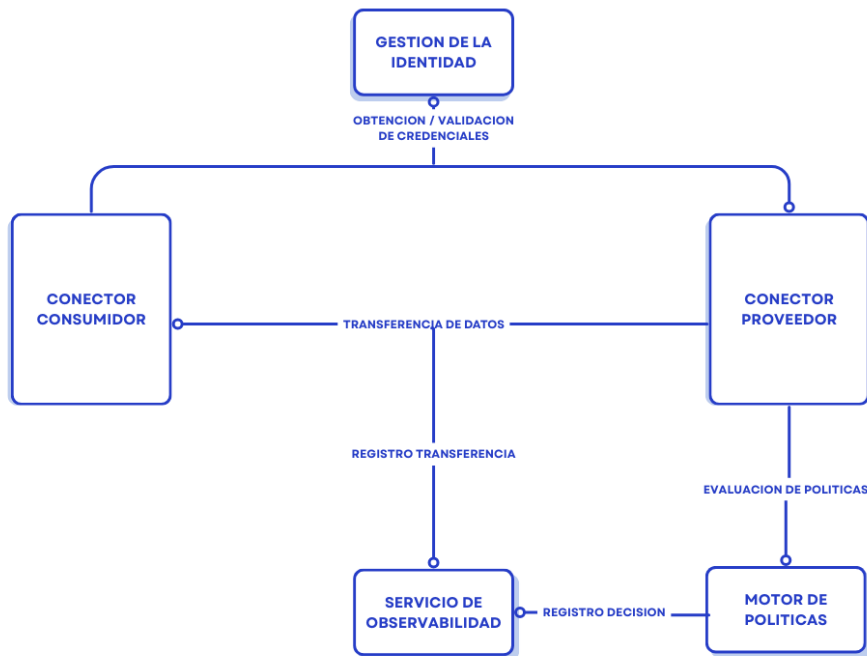 GESTION DE LA
IDENTIDAD
OBTENCION / VALIDACION
DE CREDENCIALES
CONECTOR
CONSUMIDOR
TRANSFERENCIA DE DATOS
CONECTOR
PROVEEDOR
REGISTRO TRANSFERENCIA
EVALUACION DE POLITICAS
SERVICIO DE
OBSERVABILIDAD
REGISTRO DECISION
MOTOR DE
POLITICAS